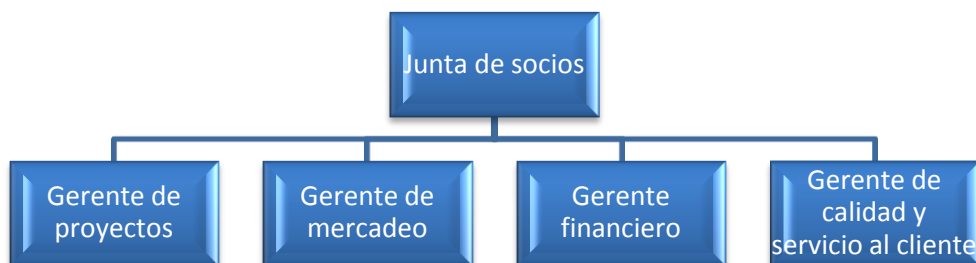 Junta de socios
Gerente de
proyectos
Gerente de
mercadeo
Gerente
financiero
Gerente de
calidad y
servicio al cliente